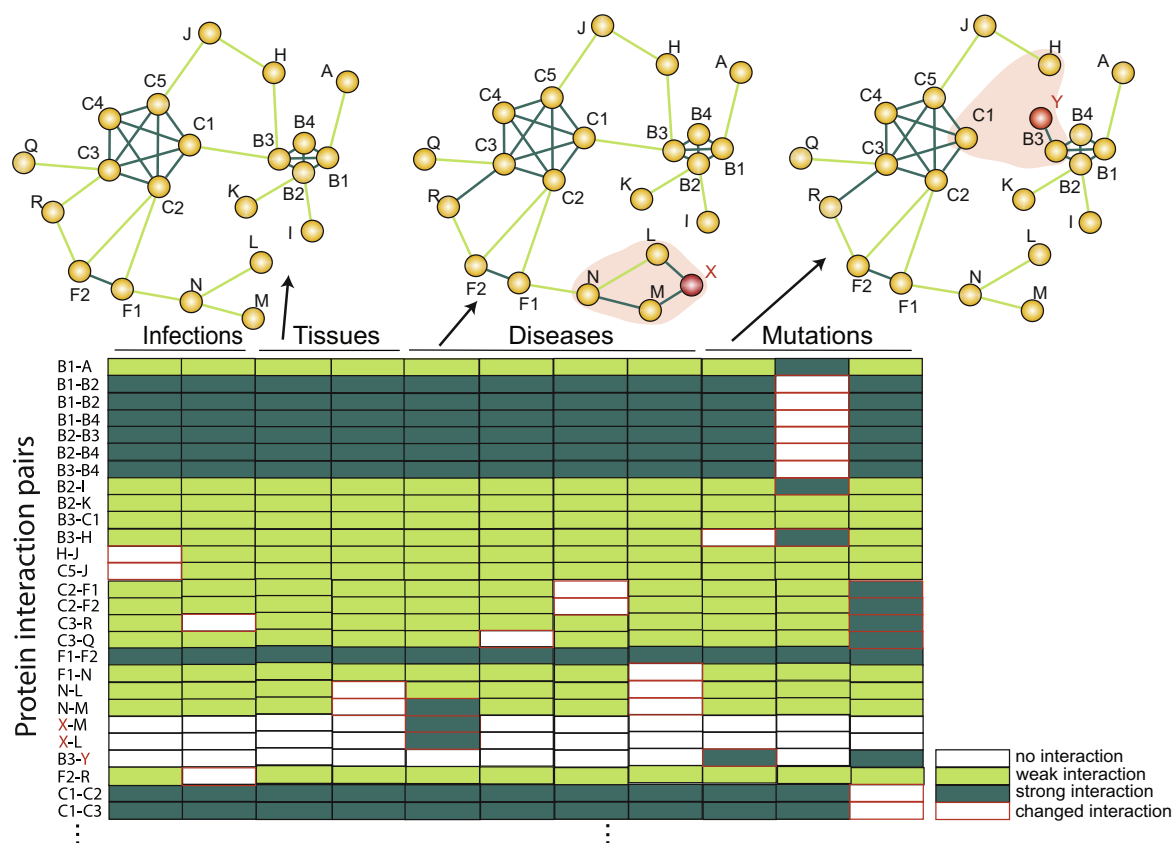 J
H
A
C5
C4
B4
C1
Q
C3
B3
B1
B2
K
R
C2
I
L
F2
N
M
F1
J
H
A
C5
C4
B4
C1
B3
Q
C3
B1
B2
K
R
C2
I
L
X
N
M
F2
F1
J
H
A
C5
Y
C4
B4
C1
B3
Q
C3
B1
B2
K
R
C2
I
L
N
F2
M
F1
Infections
Tissues
Diseases
Mutations
Protein interaction pairs
B1-A
B1-B2
B1-B2
B1-B4
B2-B3
B2-B4
B3-B4
B2-I
B2-K
B3-C1
B3-H
H-J
C5-J
C2-F1
C2-F2
C3-R
C3-Q
F1-F2
F1-N
N-L
N-M
X-M
X-L
B3-Y
F2-R
C1-C2
C1-C3
no interaction
weak interaction
strong interaction
changed interaction